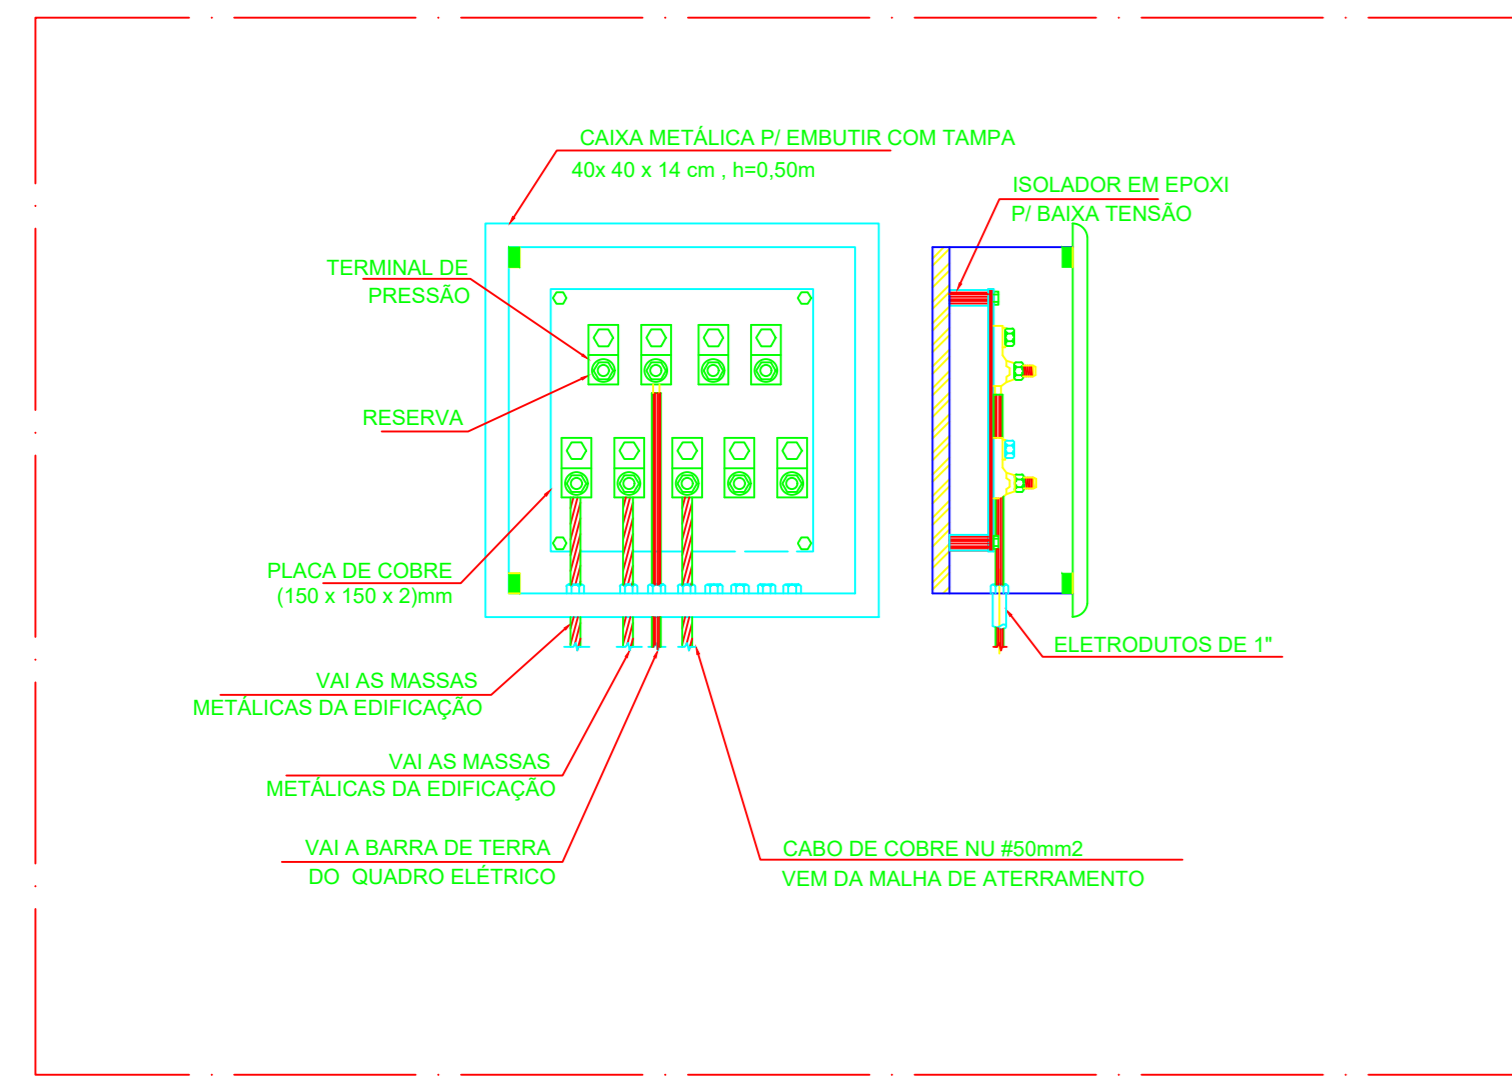 CAIXA METÁLICA P/ EMBUTIR COM TAMPA
40x 40 x 14 cm , h=0,50m
ISOLADOR EM EPOXI
P/ BAIXA TENSÃO
TERMINAL DE
PRESSÃO
RESERVA
PLACA DE COBRE
(150 x 150 x 2)mm
ELETRODUTOS DE 1"
VAI AS MASSAS
METÁLICAS DA EDIFICAÇÃO
VAI AS MASSAS
METÁLICAS DA EDIFICAÇÃO
VAI A BARRA DE TERRA
DO QUADRO ELÉTRICO
CABO DE COBRE NU #50mm2
VEM DA MALHA DE ATERRAMENTO